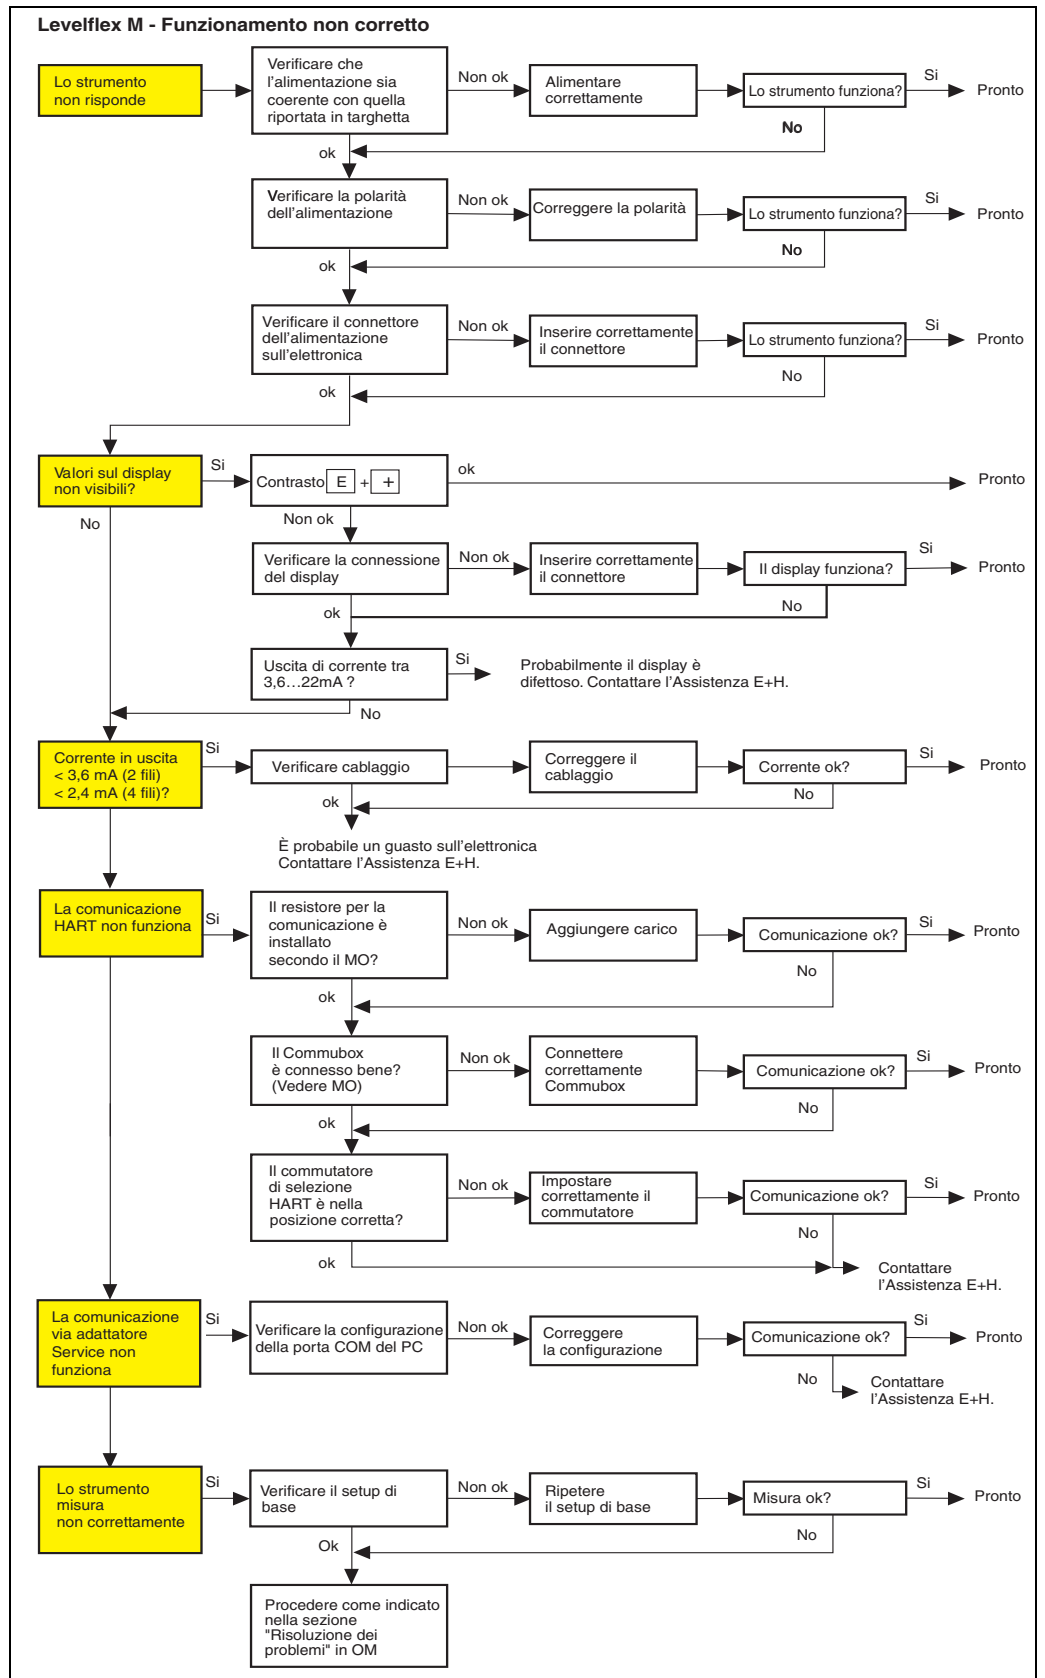 Levelflex M - Funzionamento non corretto
Lo strumento
non risponde
Verificare che
l'alimentazione sia
coerente con quella
riportata in targhetta
Non ok
Alimentare
correttamente
Lo strumento funziona?
Si
Pronto
No
ok
Verificare la polarità
dell'alimentazione
Non ok
Correggere la polarità
Lo strumento funziona?
Si
Pronto
No
ok
Verificare il connettore
dell'alimentazione
sull'elettronica
Non ok
Inserire correttamente
il connettore
Lo strumento funziona?
Si
Pronto
No
ok
Valori sul display
non visibili?
Si
Contrasto E + +
ok
Pronto
No
Non ok
Verificare la connessione
del display
Non ok
Inserire correttamente
il connettore
Il display funziona?
Si
Pronto
No
ok
Uscita di corrente tra
3,6...22mA ?
Si
Probabilmente il display è
difettoso. Contattare l'Assistenza E+H.
No
Corrente in uscita
< 3,6 mA (2 fili)
< 2,4 mA (4 fili)?
Si
Verificare cablaggio
Correggere il
cablaggio
Corrente ok?
Si
Pronto
No
ok
È probabile un guasto sull'elettronica
Contattare l'Assistenza E+H.
La comunicazione
HART non funziona
Si
Il resistore per la
comunicazione è
installato
secondo il MO?
Non ok
Aggiungere carico
Comunicazione ok?
Si
Pronto
No
ok
Il Commubox
è connesso bene?
(Vedere MO)
Non ok
Connettere
correttamente
Commubox
Comunicazione ok?
Si
Pronto
No
ok
Il commutatore
di selezione
HART è nella
posizione corretta?
Non ok
Impostare
correttamente il
commutatore
Comunicazione ok?
Si
Pronto
No
ok
Contattare
l'Assistenza E+H.
La comunicazione
via adattatore
Service non
funziona
Si
Verificare la configurazione
della porta COM del PC
Non ok
Correggere
la configurazione
Comunicazione ok?
Si
Pronto
No
Contattare
l'Assistenza E+H.
Lo strumento
misura
non correttamente
Si
Verificare il setup di
base
Non ok
Ripetere
il setup di base
Misura ok?
Si
Pronto
No
Ok
Procedere come indicato
nella sezione
"Risoluzione dei
problemi" in OM